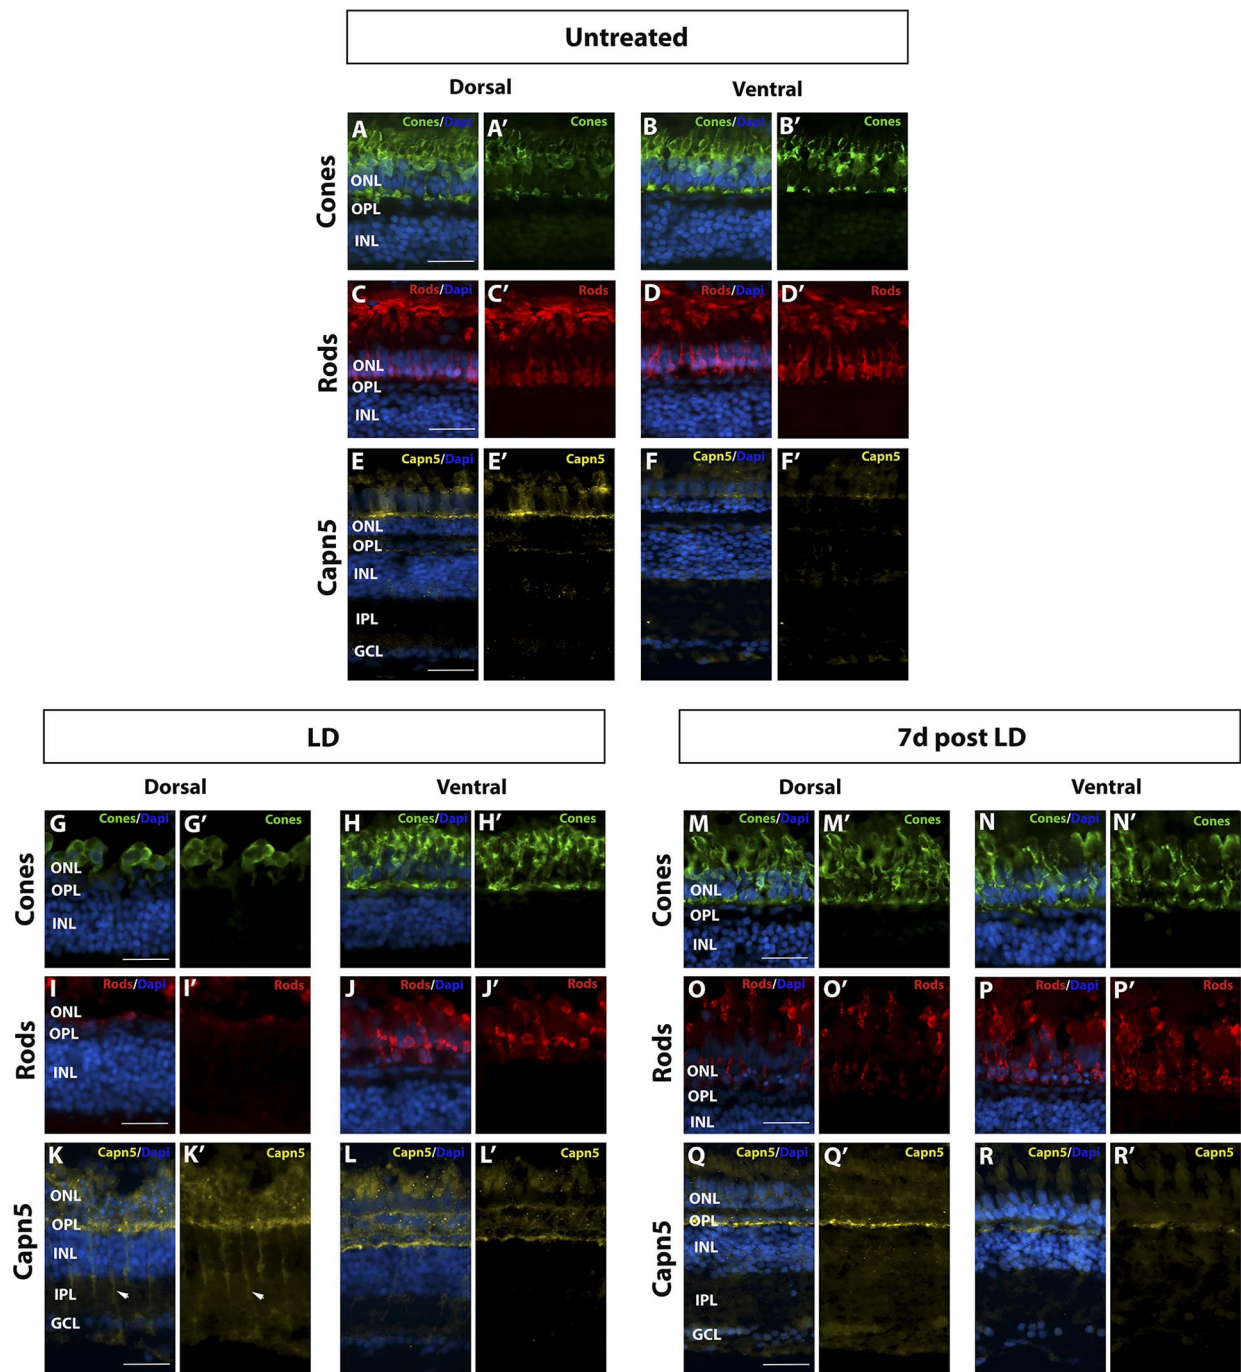 Untreated
Dorsal
Ventral
Cones
A Cones/Dapi
A′ Cones
B Cones/Dapi
B′ Cones
ONL
OPL
INL
Rods
C Rods/Dapi
C′ Rods
D Rods/Dapi
D′ Rods
ONL
OPL
INL
Capn5
E Capn5/Dapi
E′ Capn5
F Capn5/Dapi
F′ Capn5
ONL
OPL
INL
IPL
GCL
LD
Dorsal
Ventral
Cones
G Cones/Dapi
G′ Cones
H Cones/Dapi
H′ Cones
ONL
OPL
INL
Rods
I Rods/Dapi
I′ Rods
J Rods/Dapi
J′ Rods
ONL
OPL
INL
Capn5
K Capn5/Dapi
K′ Capn5
L Capn5/Dapi
L′ Capn5
ONL
OPL
INL
IPL
GCL
7d post LD
Dorsal
Ventral
Cones
M Cones/Dapi
M′ Cones
N Cones/Dapi
N′ Cones
ONL
OPL
INL
Rods
O Rods/Dapi
O′ Rods
P Rods/Dapi
P′ Rods
ONL
OPL
INL
Capn5
Q Capn5/Dapi
Q′ Capn5
R Capn5/Dapi
R′ Capn5
ONL
OPL
INL
IPL
GCL